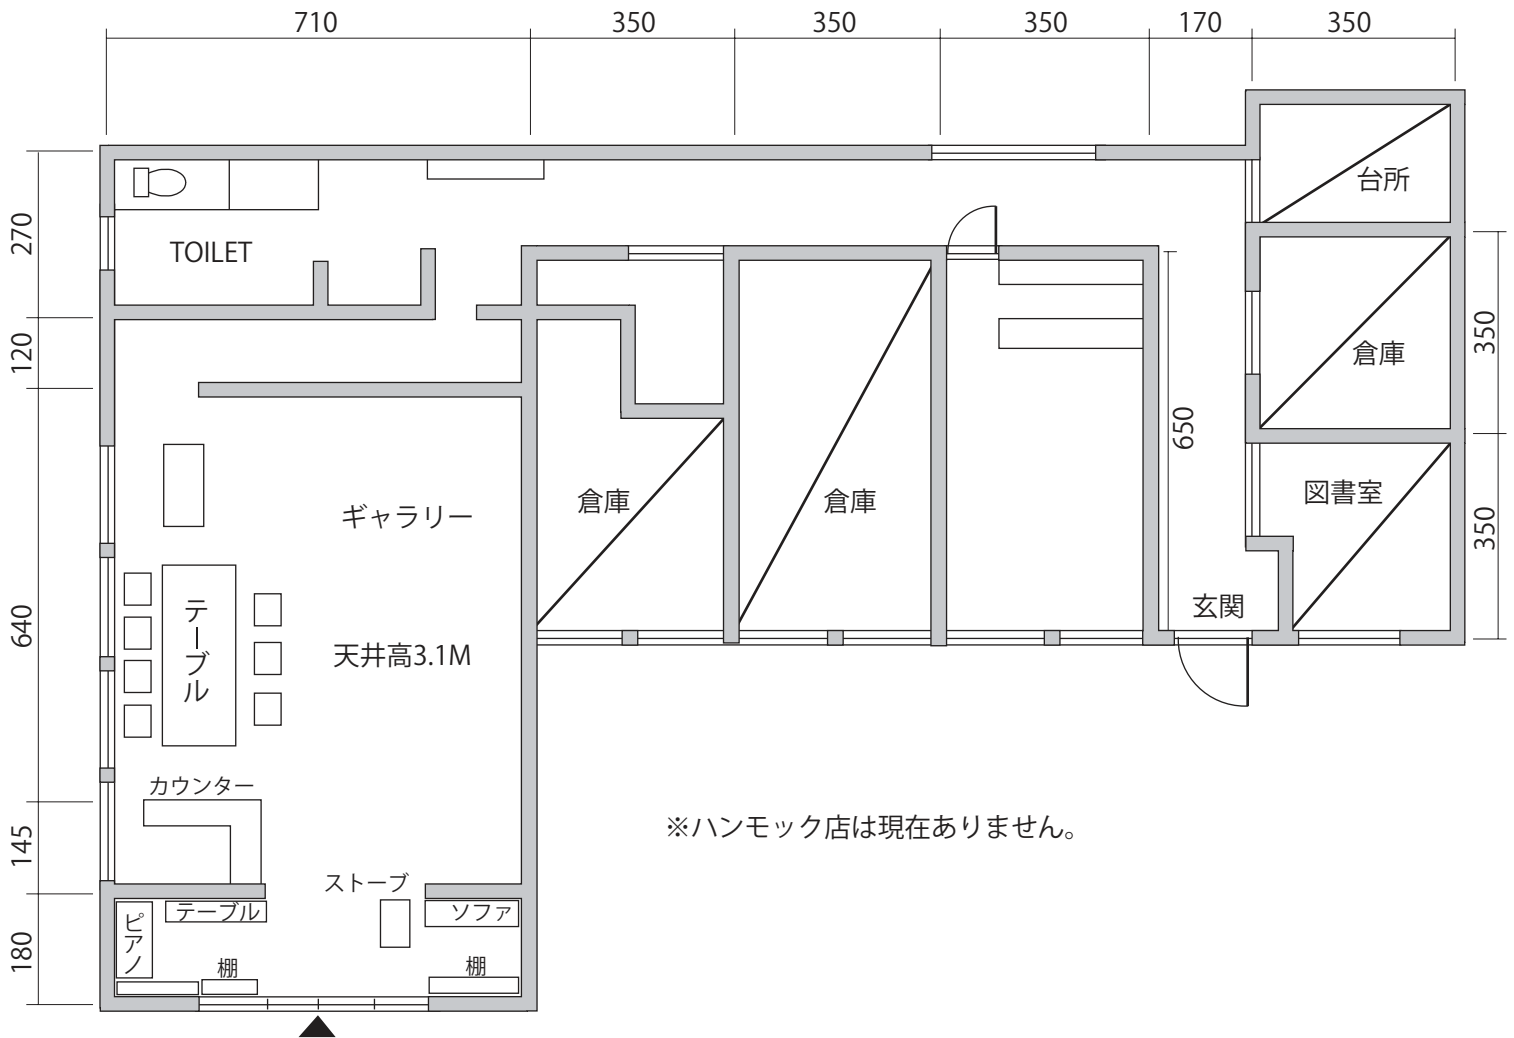 710
350
350
350
170
350
270
120
640
145
180
TOILET
台所
倉庫
図書室
350
350
650
玄関
倉庫
倉庫
ギャラリー
天井高3.1M
テーブル
カウンター
ストーブ
ソファ
テーブル
ピアノ
棚
棚
※ハンモック店は現在ありません。